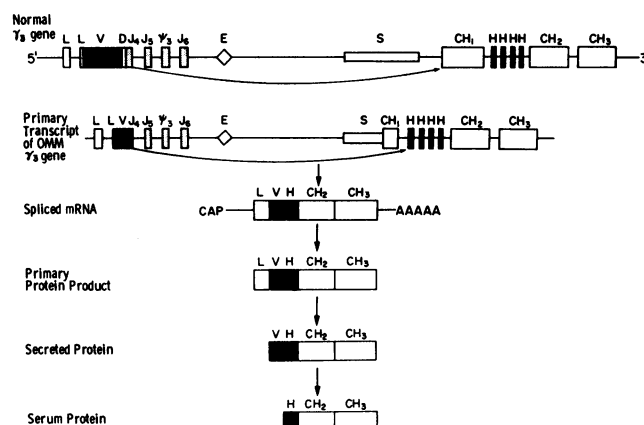 Normal
γ₃ gene
L L V D J₄ J₅ Ψ₃ J₆ E S CH₁ H H H H CH₂ CH₃
5' 3'
Primary
Transcript
of OMM
γ₃ gene
L L V J₄ J₅ Ψ₃ J₆ E S CH₁ H H H H CH₂ CH₃
Spliced mRNA
L V H CH₂ CH₃
CAP AAAAA
Primary
Protein Product
L V H CH₂ CH₃
Secreted Protein
V H CH₂ CH₃
Serum Protein
H CH₂ CH₃